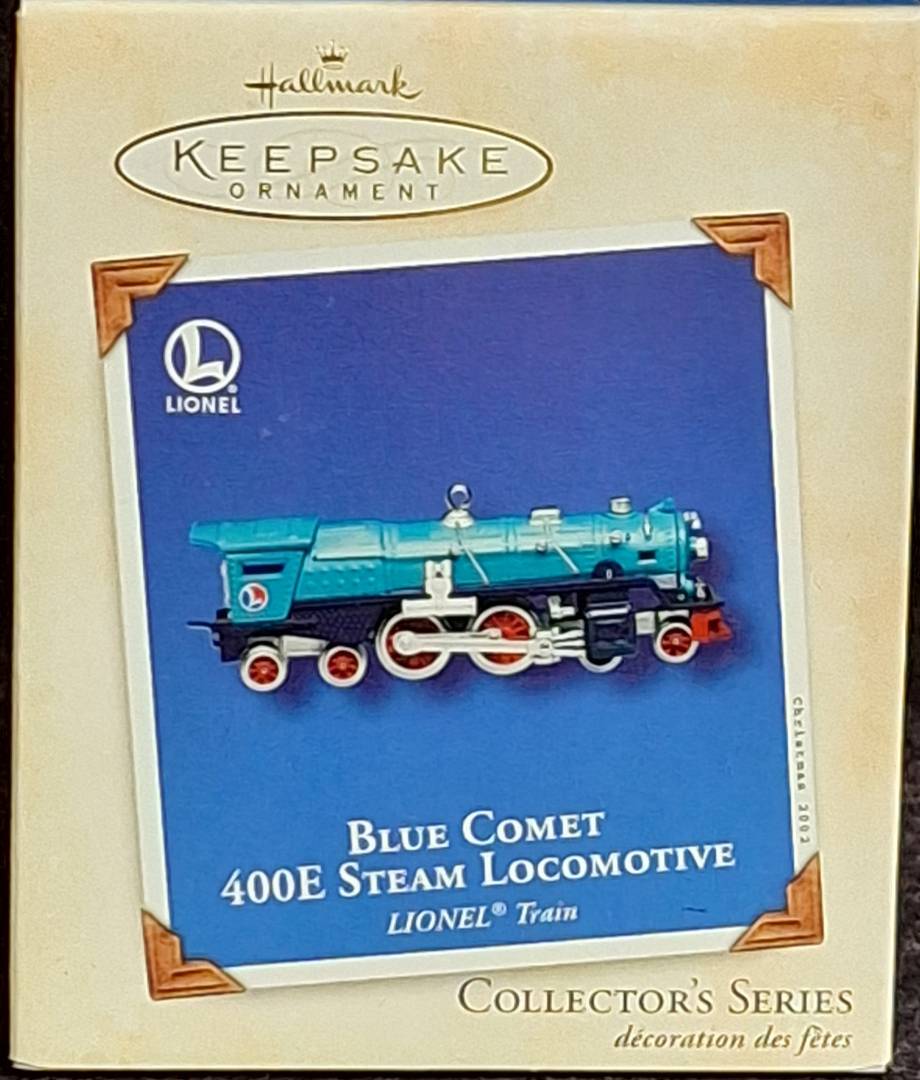 Hallmark
KEEPSAKE
ORNAMENT
L
LIONEL
BLUE COMET
400E STEAM LOCOMOTIVE
LIONEL® Train
Christmas 2002
COLLECTOR'S SERIES
décoration des fêtes